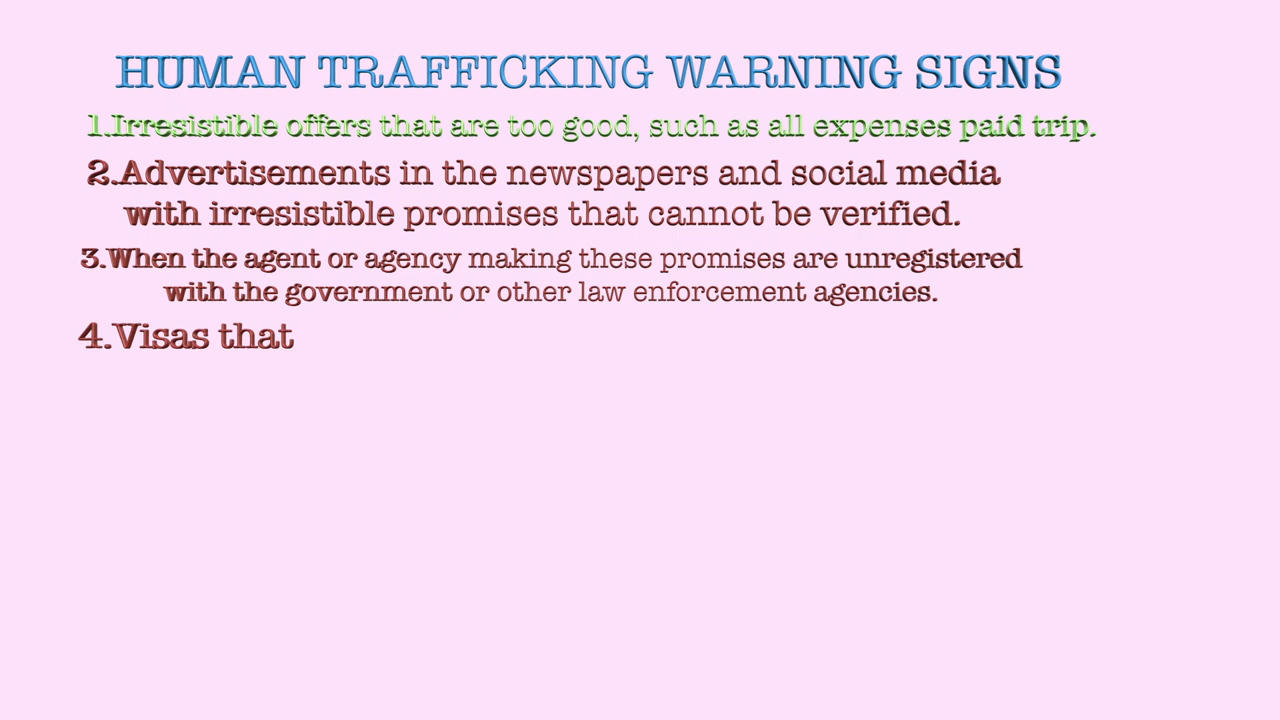 HUMAN TRAFFICKING WARNING SIGNS
1.Irresistible offers that are too good, such as all expenses paid trip.
2.Advertisements in the newspapers and social media
with irresistible promises that cannot be verified.
3.When the agent or agency making these promises are unregistered
with the government or other law enforcement agencies.
4.Visas that